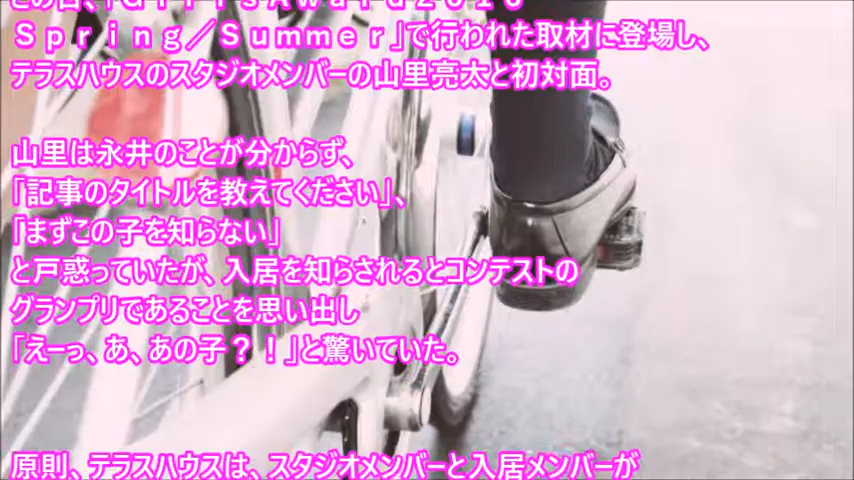 この日、「ＧｉｒｌｓＡｗａｒｄ２０１６
Ｓｐｒｉｎｇ／Ｓｕｍｍｅｒ」で行われた取材に登場し、
テラスハウスのスタジオメンバーの山里亮太と初対面。
山里は永井のことが分からず、
「記事のタイトルを教えてください」、
「まずこの子を知らない」
と戸惑っていたが、入居を知らされるとコンテストの
グランプリであることを思い出し
「えーっ、あ、あの子？！」と驚いていた。
原則、テラスハウスは、スタジオメンバーと入居メンバーが